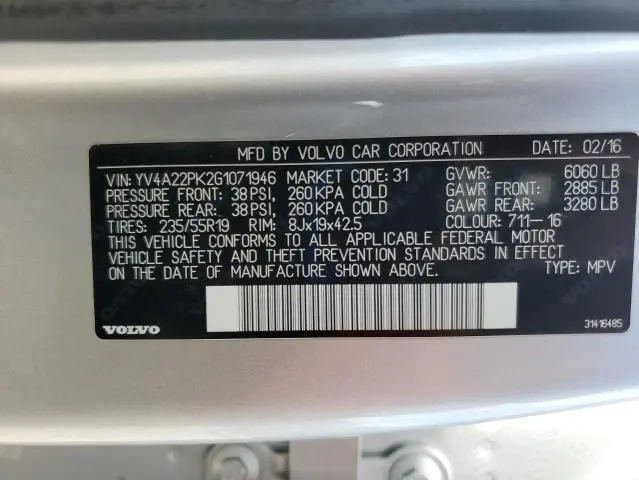 MFD BY VOLVO CAR CORPORATION DATE: 02/16
VIN: YV4A22PK2G1071946 MARKET CODE: 31 GVWR: 6060 LB
PRESSURE FRONT: 38 PSI, 260 KPA COLD GAWR FRONT: 2885 LB
PRESSURE REAR: 38 PSI, 260 KPA COLD GAWR REAR: 3280 LB
TIRES: 235/55R19 RIM: 8Jx19x42.5 COLOUR: 711-16
THIS VEHICLE CONFORMS TO ALL APPLICABLE FEDERAL MOTOR
VEHICLE SAFETY AND THEFT PREVENTION STANDARDS IN EFFECT ON
THE DATE OF MANUFACTURE SHOWN ABOVE. TYPE: MPV
VOLVO 31416485